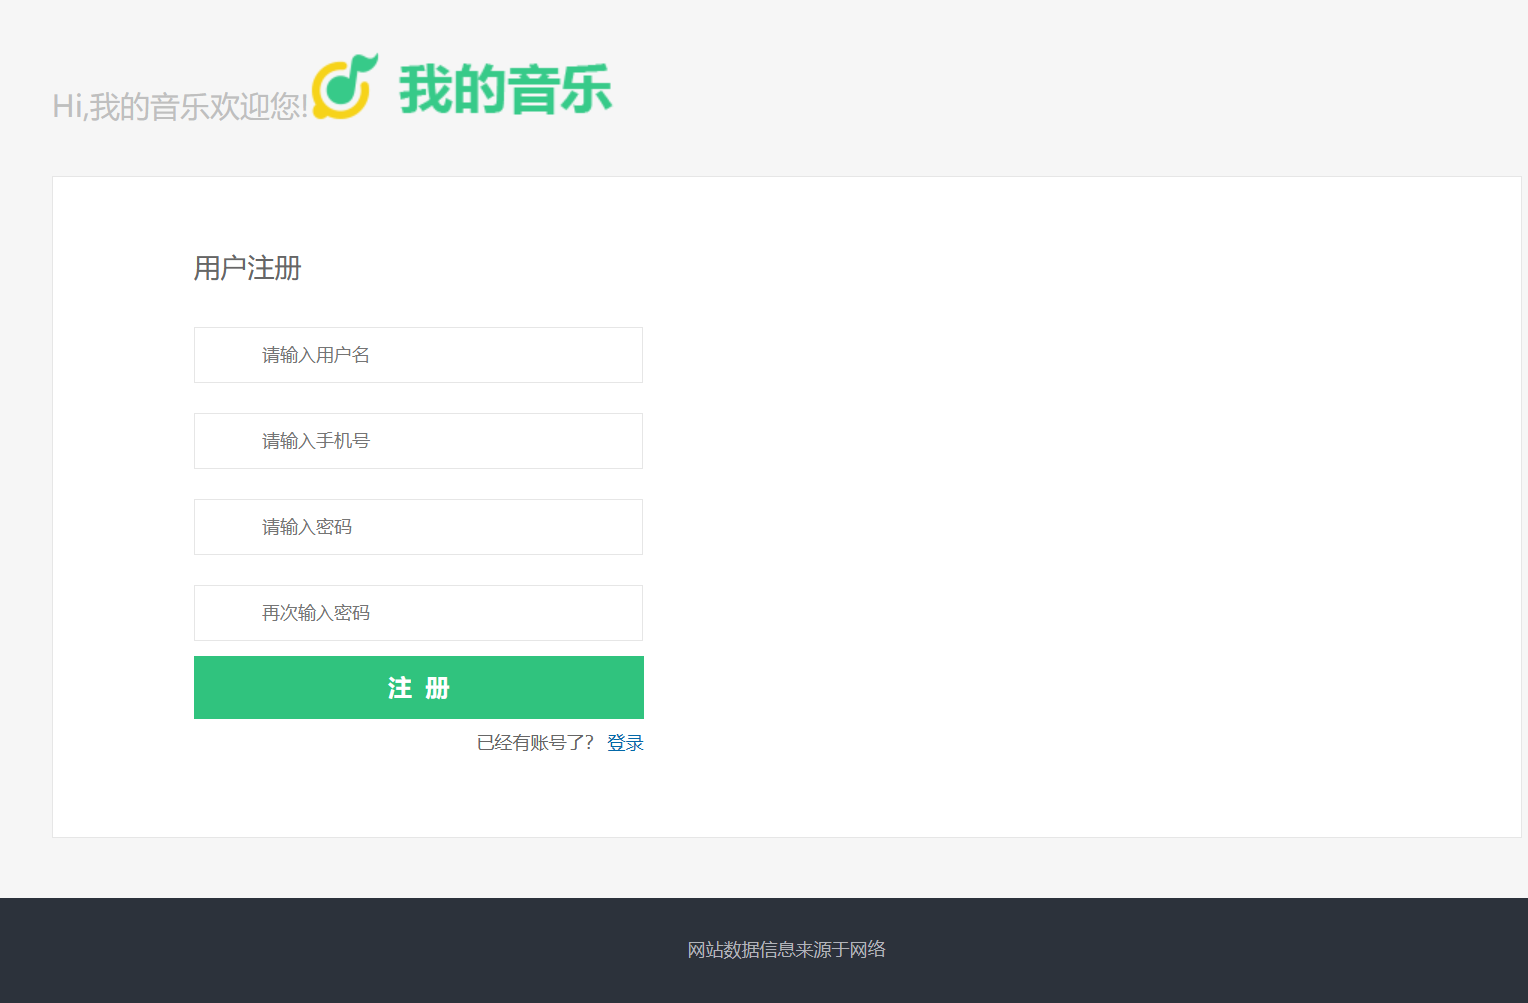 Hi,我的音乐欢迎您!
我的音乐
用户注册
请输入用户名
请输入手机号
请输入密码
再次输入密码
注 册
已经有账号了? 登录
网站数据信息来源于网络